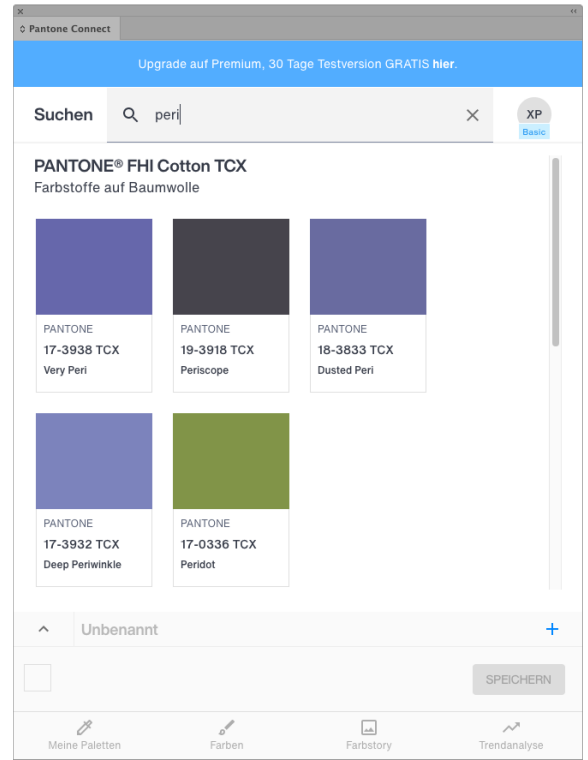 Pantone Connect
Upgrade auf Premium, 30 Tage Testversion GRATIS hier.
Suchen
peri
XP
Basic
PANTONE® FHI Cotton TCX
Farbstoffe auf Baumwolle
PANTONE
17-3938 TCX
Very Peri
PANTONE
19-3918 TCX
Periscope
PANTONE
18-3833 TCX
Dusted Peri
PANTONE
17-3932 TCX
Deep Periwinkle
PANTONE
17-0336 TCX
Peridot
Unbenannt
SPEICHERN
Meine Paletten
Farben
Farbstory
Trendanalyse